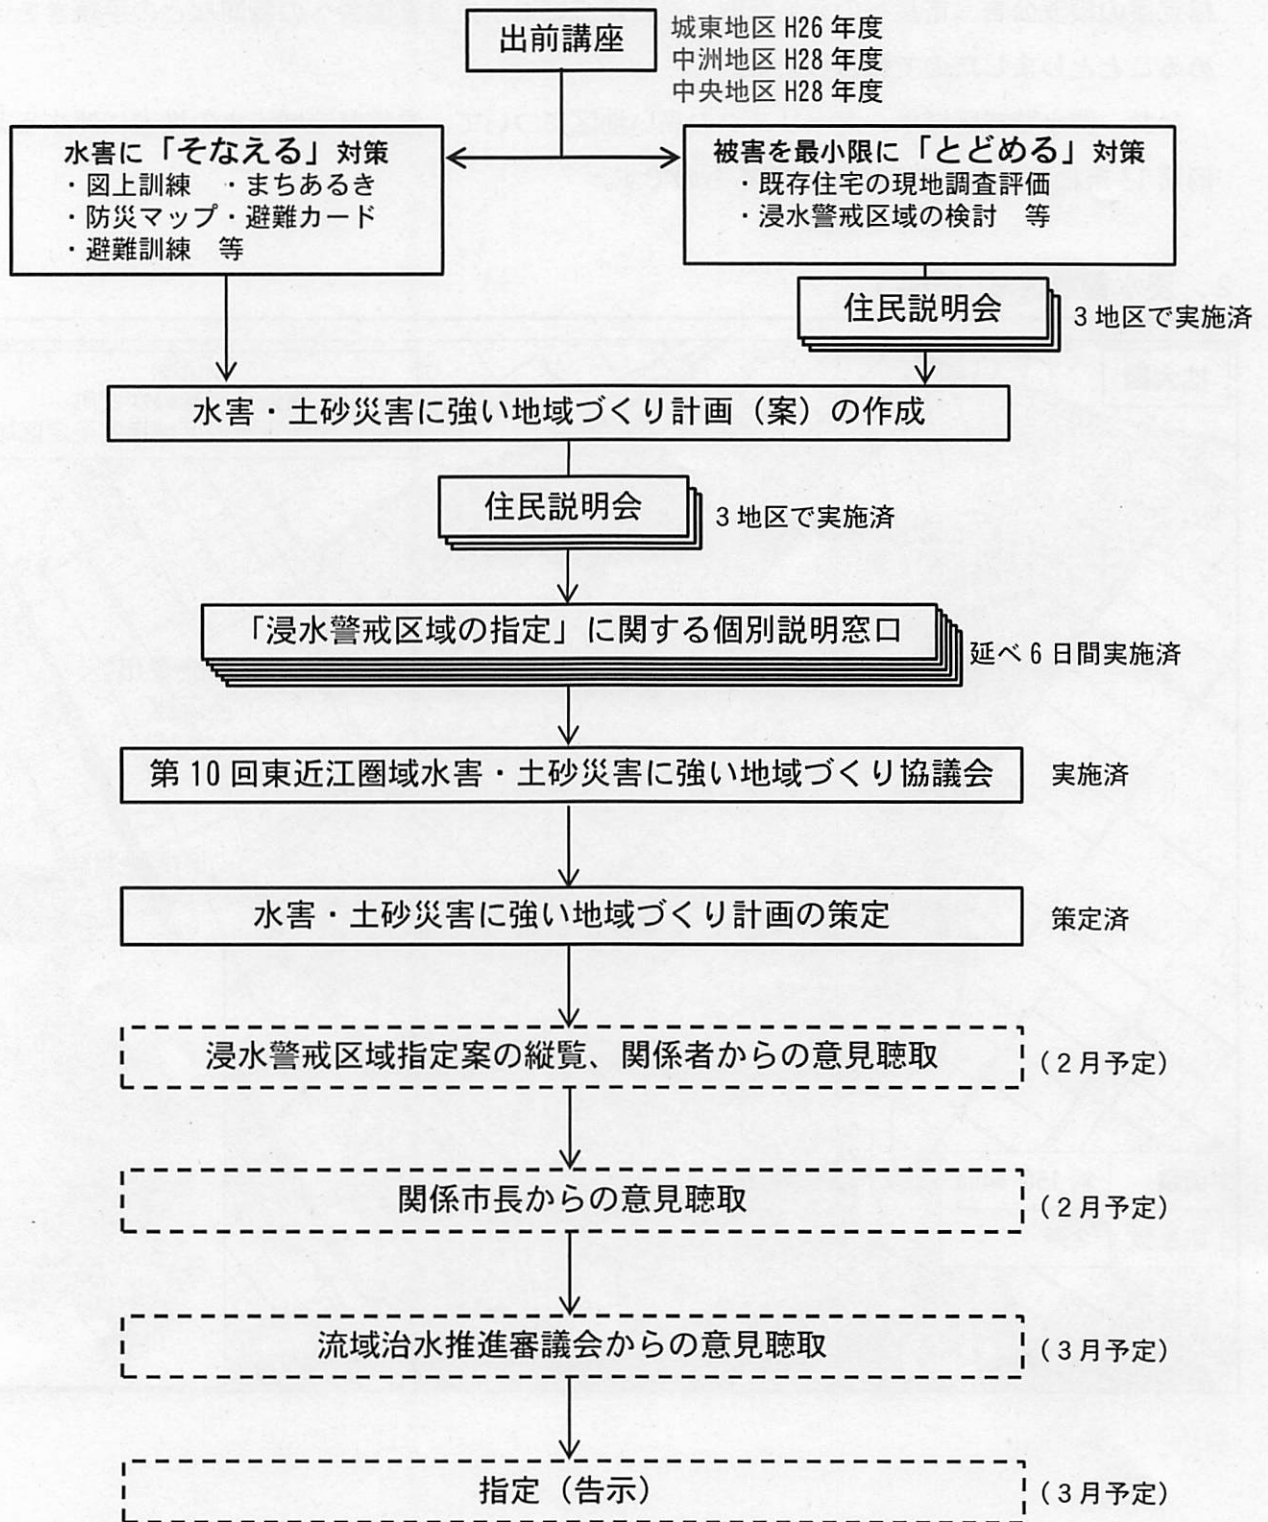 出前講座
城東地区 H26 年度
中洲地区 H28 年度
中央地区 H28 年度
水害に「そなえる」対策
・図上訓練 ・まちあるき
・防災マップ・避難カード
・避難訓練 等
被害を最小限に「とどめる」対策
・既存住宅の現地調査評価
・浸水警戒区域の検討 等
住民説明会
3 地区で実施済
水害・土砂災害に強い地域づくり計画（案）の作成
住民説明会
3 地区で実施済
「浸水警戒区域の指定」に関する個別説明窓口
延べ 6 日間実施済
第 10 回東近江圏域水害・土砂災害に強い地域づくり協議会
実施済
水害・土砂災害に強い地域づくり計画の策定
策定済
浸水警戒区域指定案の縦覧、関係者からの意見聴取
（2 月予定）
関係市長からの意見聴取
（2 月予定）
流域治水推進審議会からの意見聴取
（3 月予定）
指定（告示）
（3 月予定）